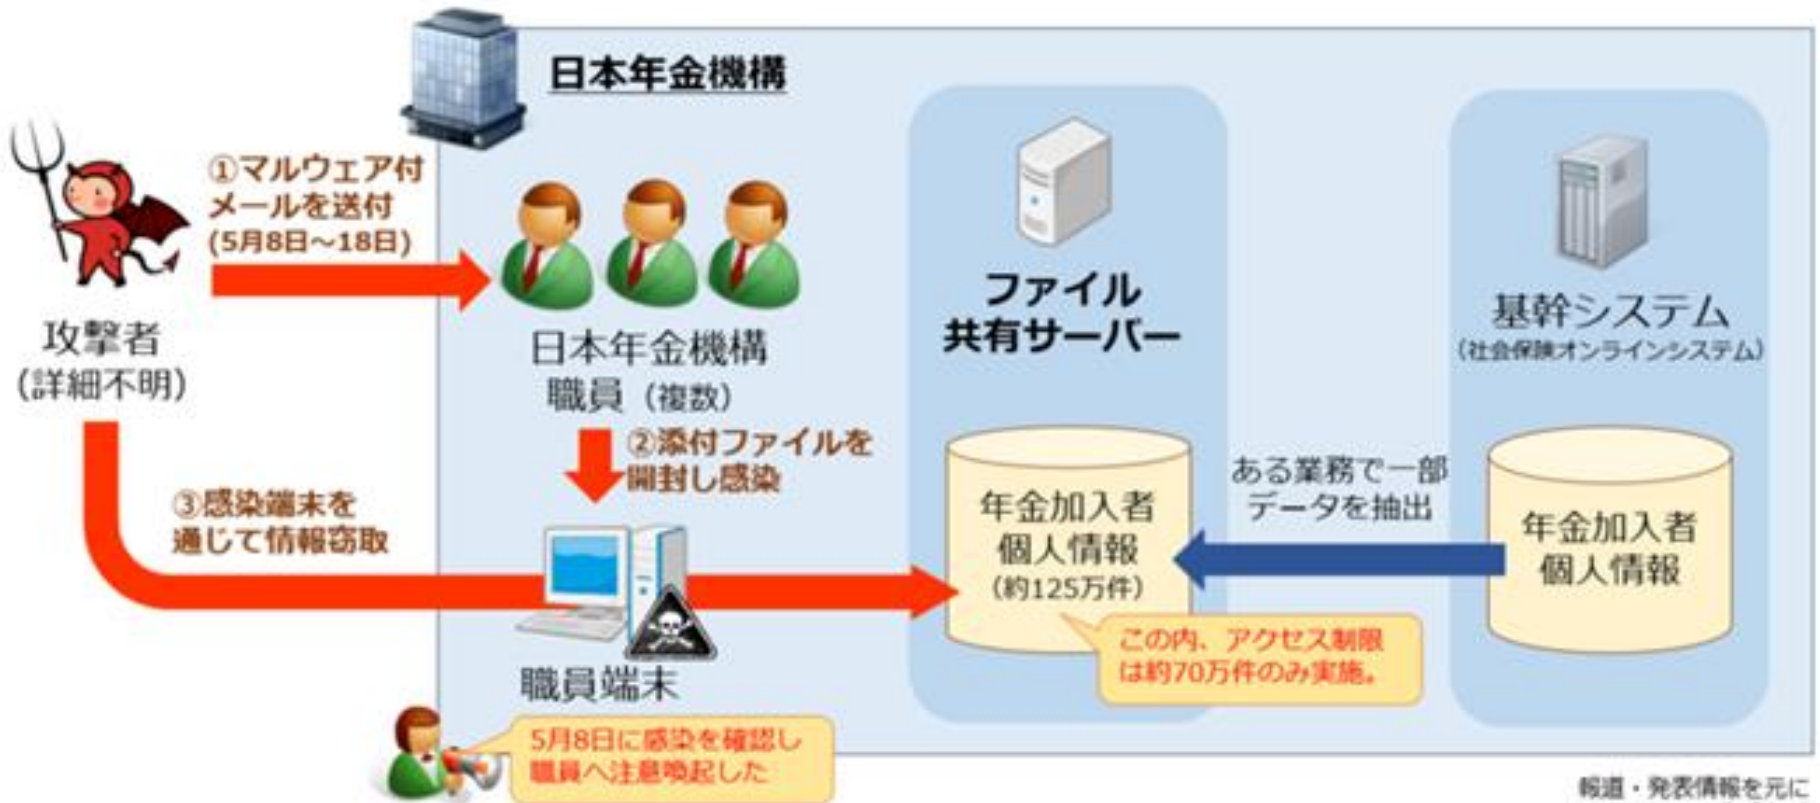 日本年金機構
①マルウェア付
メールを送付
(5月8日～18日)
攻撃者
(詳細不明)
日本年金機構
職員（複数）
②添付ファイルを
開封し感染
③感染端末を
通じて情報窃取
職員端末
5月8日に感染を確認し
職員へ注意喚起した
ファイル
共有サーバー
年金加入者
個人情報
（約125万件）
この内、アクセス制限
は約70万件のみ実施。
ある業務で一部
データを抽出
基幹システム
（社会保険オンラインシステム）
年金加入者
個人情報
報道・発表情報を元に